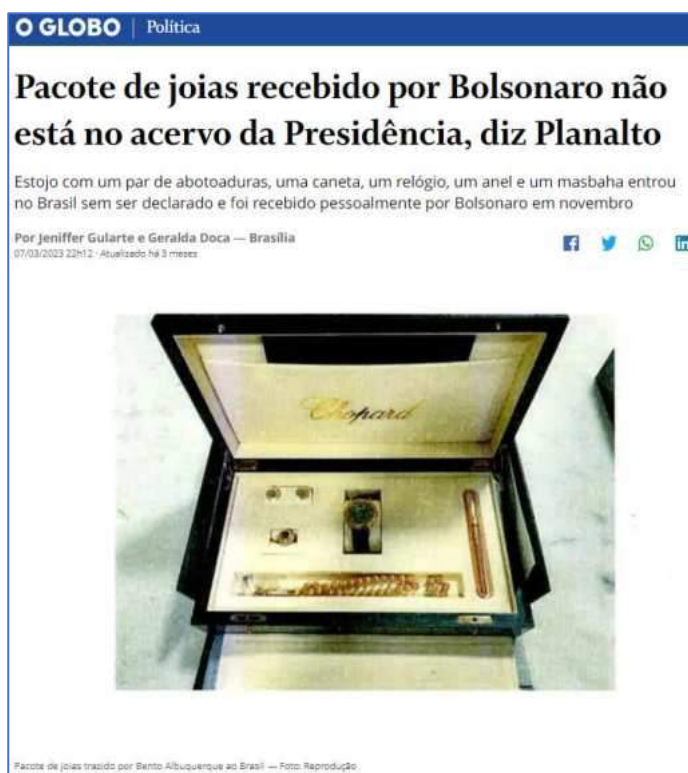 O GLOBO | Política
Pacote de joias recebido por Bolsonaro não
está no acervo da Presidência, diz Planalto
Estojo com um par de abotoaduras, uma caneta, um relógio, um anel e um masbaha entrou
no Brasil sem ser declarado e foi recebido pessoalmente por Bolsonaro em novembro
Por Jeniffer Gularte e Geralda Doca — Brasília
07/03/2023 22h12 · Atualizado há 3 meses
Chopard
Pacote de joias trazido por Bento Albuquerque ao Brasil — Foto: Reprodução